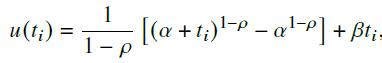 u(t_i) = \frac{1}{1-\rho} \left[ (\alpha + t_i)^{1-\rho} - \alpha^{1-\rho} \right] + \beta t_i,